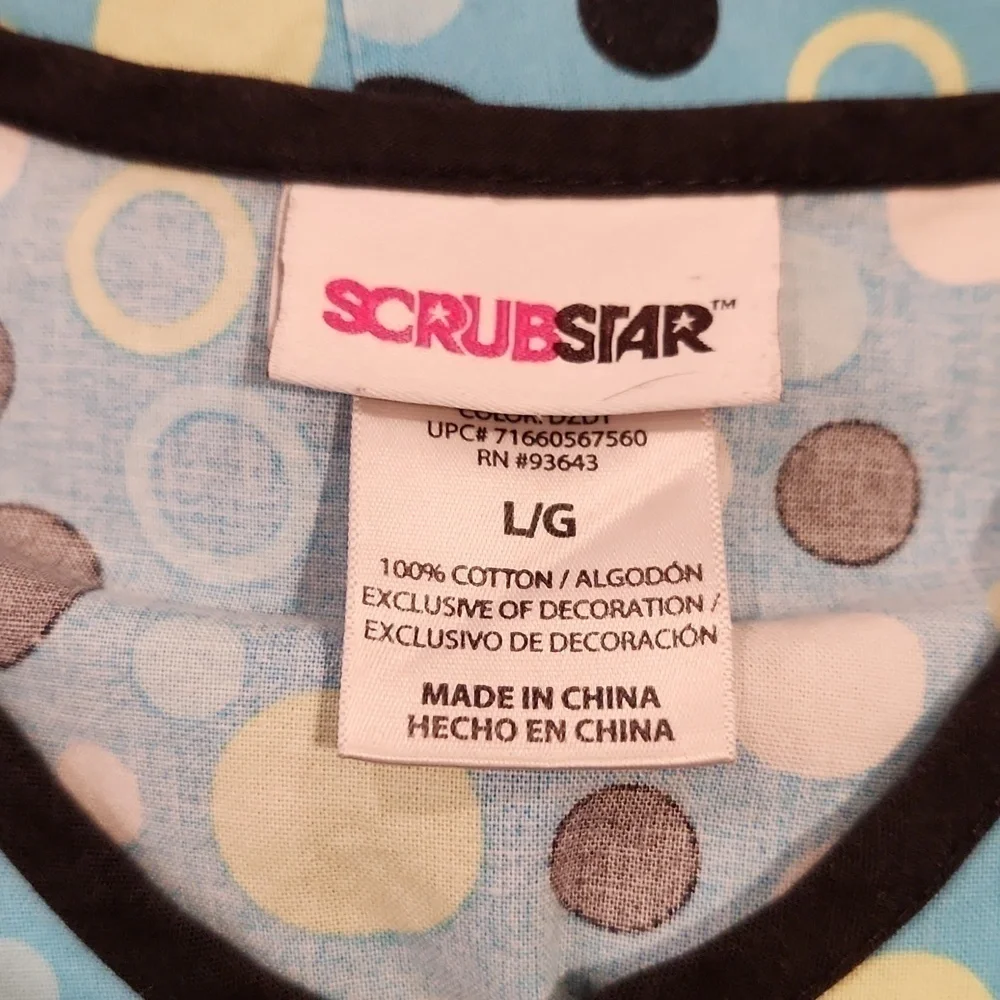 SCRUBSTAR™
COLOR: DZDT
UPC# 71660567560
RN #93643
L/G
100% COTTON / ALGODÓN
EXCLUSIVE OF DECORATION /
EXCLUSIVO DE DECORACIÓN
MADE IN CHINA
HECHO EN CHINA